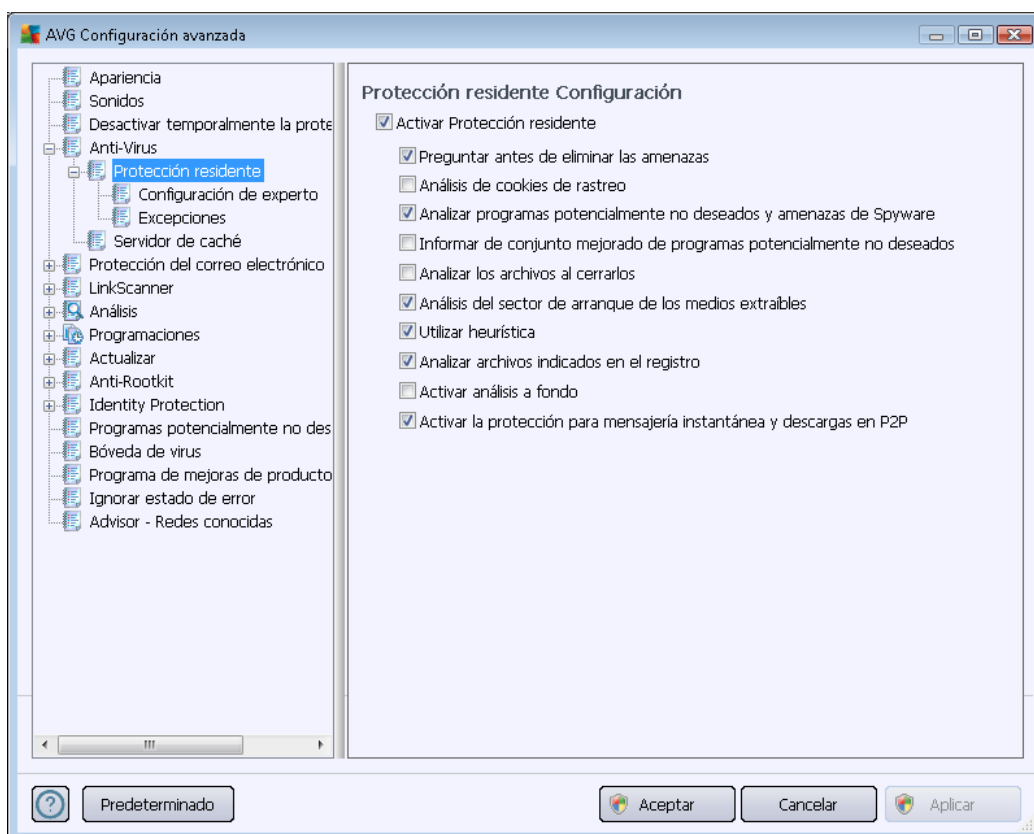 AVG Configuración avanzada
Apariencia
Sonidos
Desactivar temporalmente la prote
Anti-Virus
Protección residente
Configuración de experto
Excepciones
Servidor de caché
Protección del correo electrónico
LinkScanner
Análisis
Programaciones
Actualizar
Anti-Rootkit
Identity Protection
Programas potencialmente no des
Bóveda de virus
Programa de mejoras de producto
Ignorar estado de error
Advisor - Redes conocidas
Protección residente Configuración
Activar Protección residente
Preguntar antes de eliminar las amenazas
Análisis de cookies de rastreo
Analizar programas potencialmente no deseados y amenazas de Spyware
Informar de conjunto mejorado de programas potencialmente no deseados
Analizar los archivos al cerrarlos
Análisis del sector de arranque de los medios extraíbles
Utilizar heurística
Analizar archivos indicados en el registro
Activar análisis a fondo
Activar la protección para mensajería instantánea y descargas en P2P
Predeterminado
Aceptar
Cancelar
Aplicar